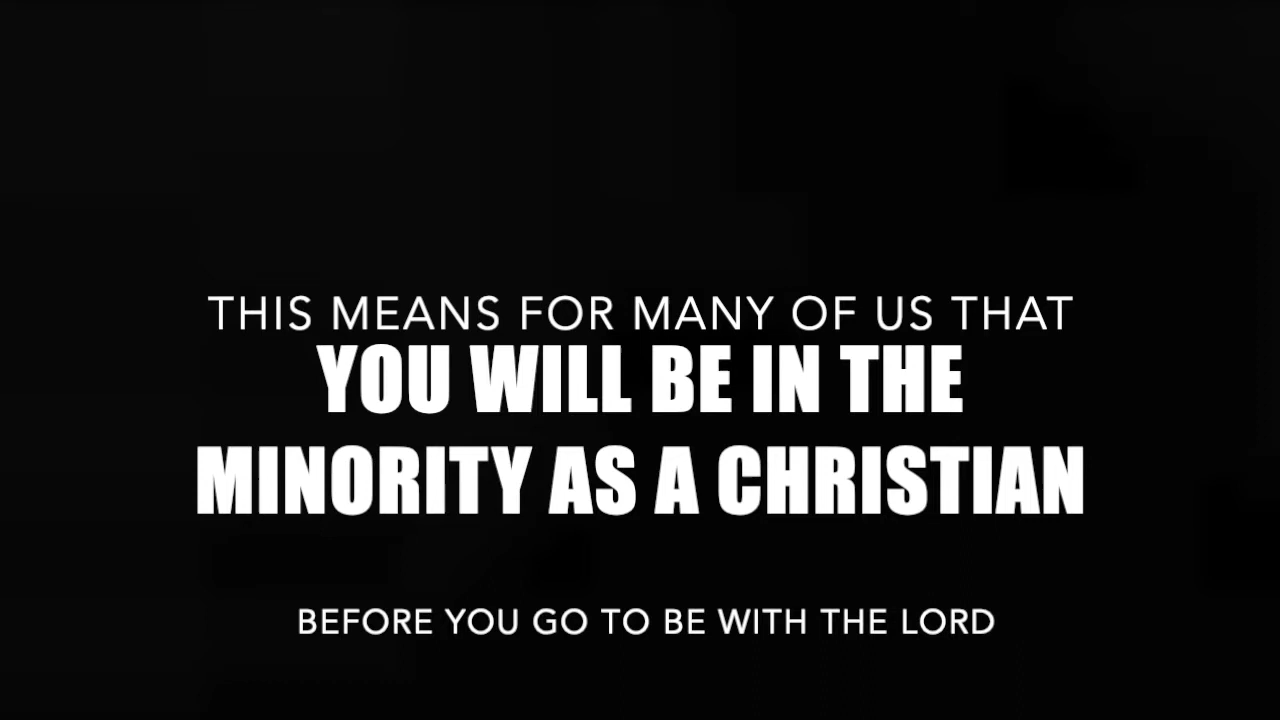 THIS MEANS FOR MANY OF US THAT
YOU WILL BE IN THE
MINORITY AS A CHRISTIAN
BEFORE YOU GO TO BE WITH THE LORD